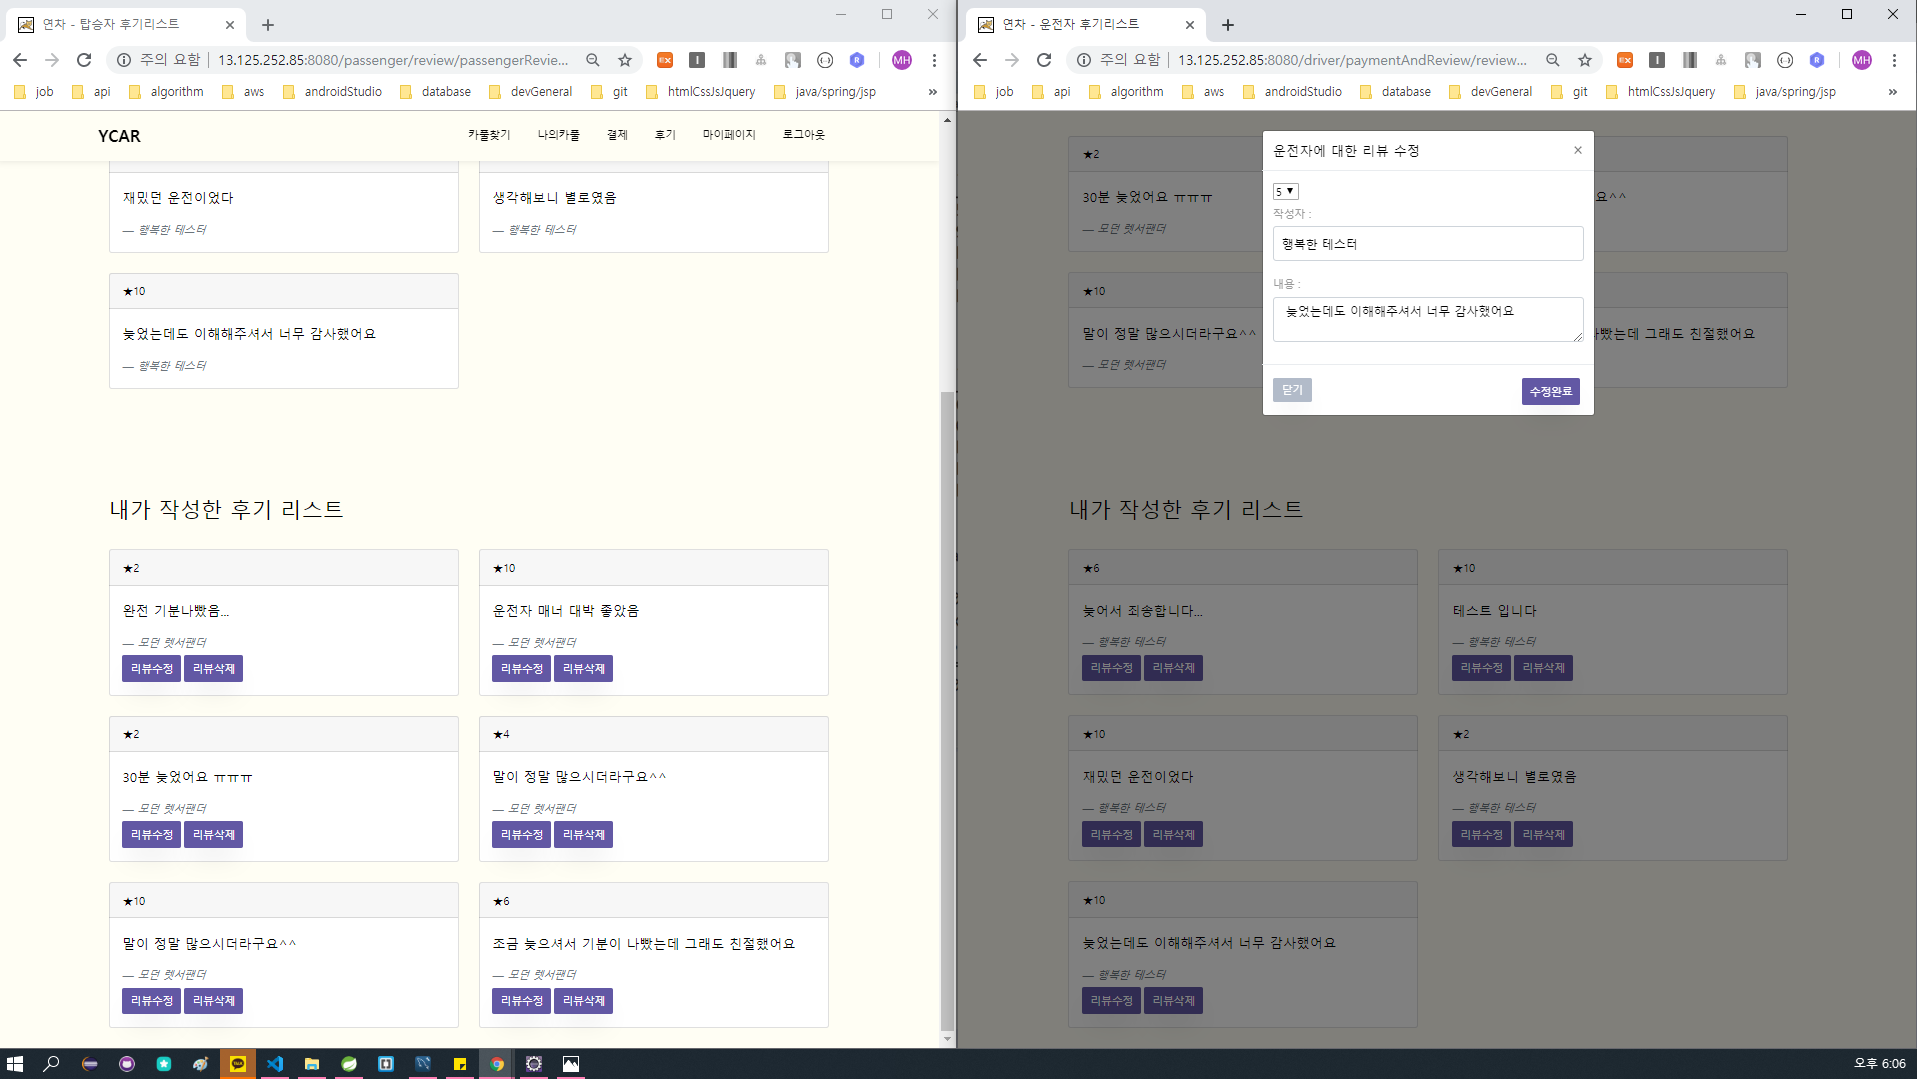 연차 - 탑승자 후기리스트
주의 요함 | 13.125.252.85:8080/passenger/review/passengerRevie...
MH
job api algorithm aws androidStudio database devGeneral git htmlCssJsJquery java/spring/jsp »
YCAR 카풀찾기 나의카풀 결제 후기 마이페이지 로그아웃
재밌던 운전이었다
— 행복한 테스터
생각해보니 별로였음
— 행복한 테스터
★10
늦었는데도 이해해주셔서 너무 감사했어요
— 행복한 테스터
내가 작성한 후기 리스트
★2
완전 기분나빴음...
— 모던 렛서팬더
리뷰수정 리뷰삭제
★10
운전자 매너 대박 좋았음
— 모던 렛서팬더
리뷰수정 리뷰삭제
★2
30분 늦었어요 ㅠㅠㅠ
— 모던 렛서팬더
리뷰수정 리뷰삭제
★4
말이 정말 많으시더라구요^^
— 모던 렛서팬더
리뷰수정 리뷰삭제
★10
말이 정말 많으시더라구요^^
— 모던 렛서팬더
리뷰수정 리뷰삭제
★6
조금 늦으셔서 기분이 나빴는데 그래도 친절했어요
— 모던 렛서팬더
리뷰수정 리뷰삭제
연차 - 운전자 후기리스트
주의 요함 | 13.125.252.85:8080/driver/paymentAndReview/review...
MH
job api algorithm aws androidStudio database devGeneral git htmlCssJsJquery java/spring/jsp »
★2
30분 늦었어요 ㅠㅠㅠ
— 모던 렛서팬더
요^^
★10
말이 정말 많으시더라구요^^
— 모던 렛서팬더
빴는데 그래도 친절했어요
운전자에 대한 리뷰 수정 ×
5
작성자 :
행복한 테스터
내용 :
늦었는데도 이해해주셔서 너무 감사했어요
닫기 수정완료
내가 작성한 후기 리스트
★6
늦어서 죄송합니다...
— 행복한 테스터
리뷰수정 리뷰삭제
★10
테스트 입니다
— 행복한 테스터
리뷰수정 리뷰삭제
★10
재밌던 운전이었다
— 행복한 테스터
리뷰수정 리뷰삭제
★2
생각해보니 별로였음
— 행복한 테스터
리뷰수정 리뷰삭제
★10
늦었는데도 이해해주셔서 너무 감사했어요
— 행복한 테스터
리뷰수정 리뷰삭제
오후 6:06